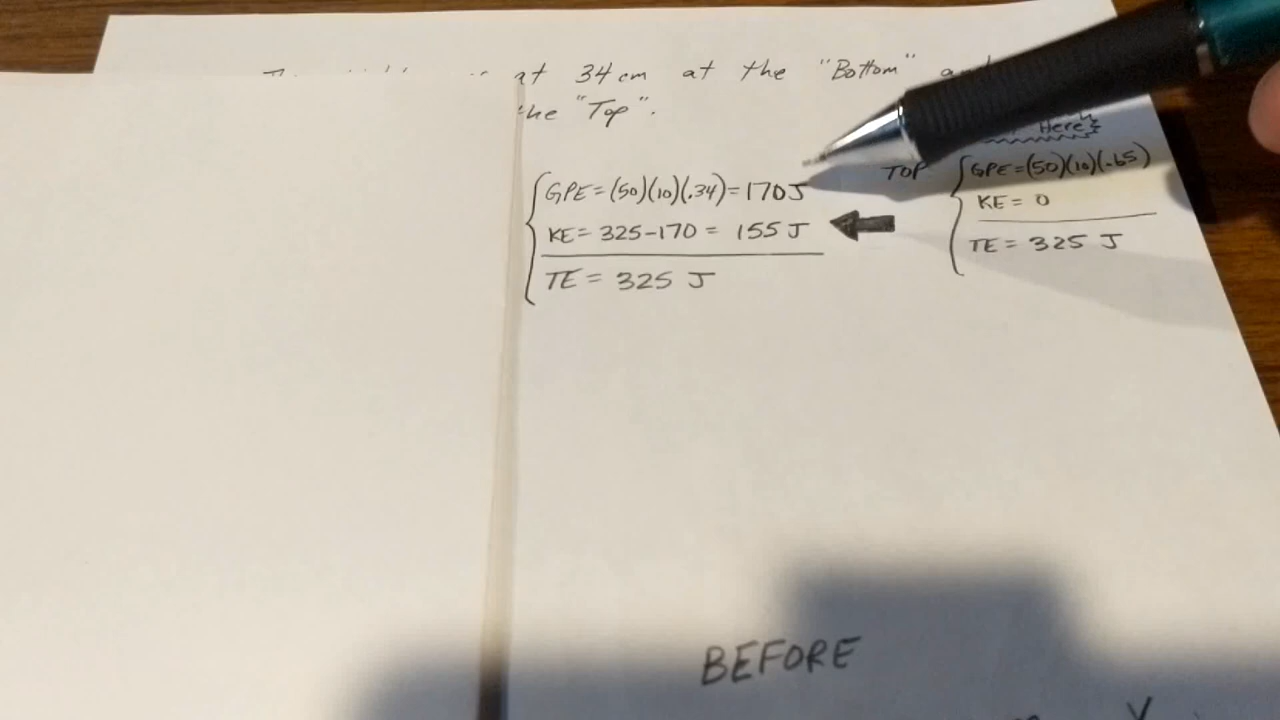 at 34 cm at the "Bottom"
the "Top".
Here
GPE = (50)(10)(.34) = 170J
KE = 325-170 = 155 J
TE = 325 J
TOP
GPE = (50)(10)(.65)
KE = 0
TE = 325 J
BEFORE